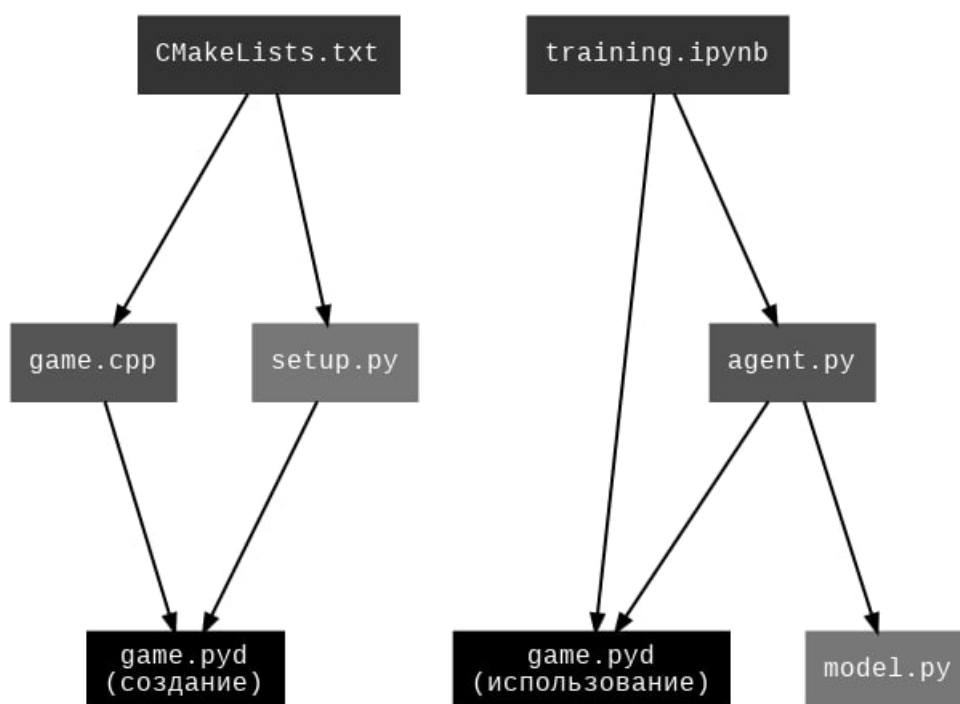 CMakeLists.txt
training.ipynb
game.cpp
setup.py
agent.py
game.pyd
(создание)
game.pyd
(использование)
model.py